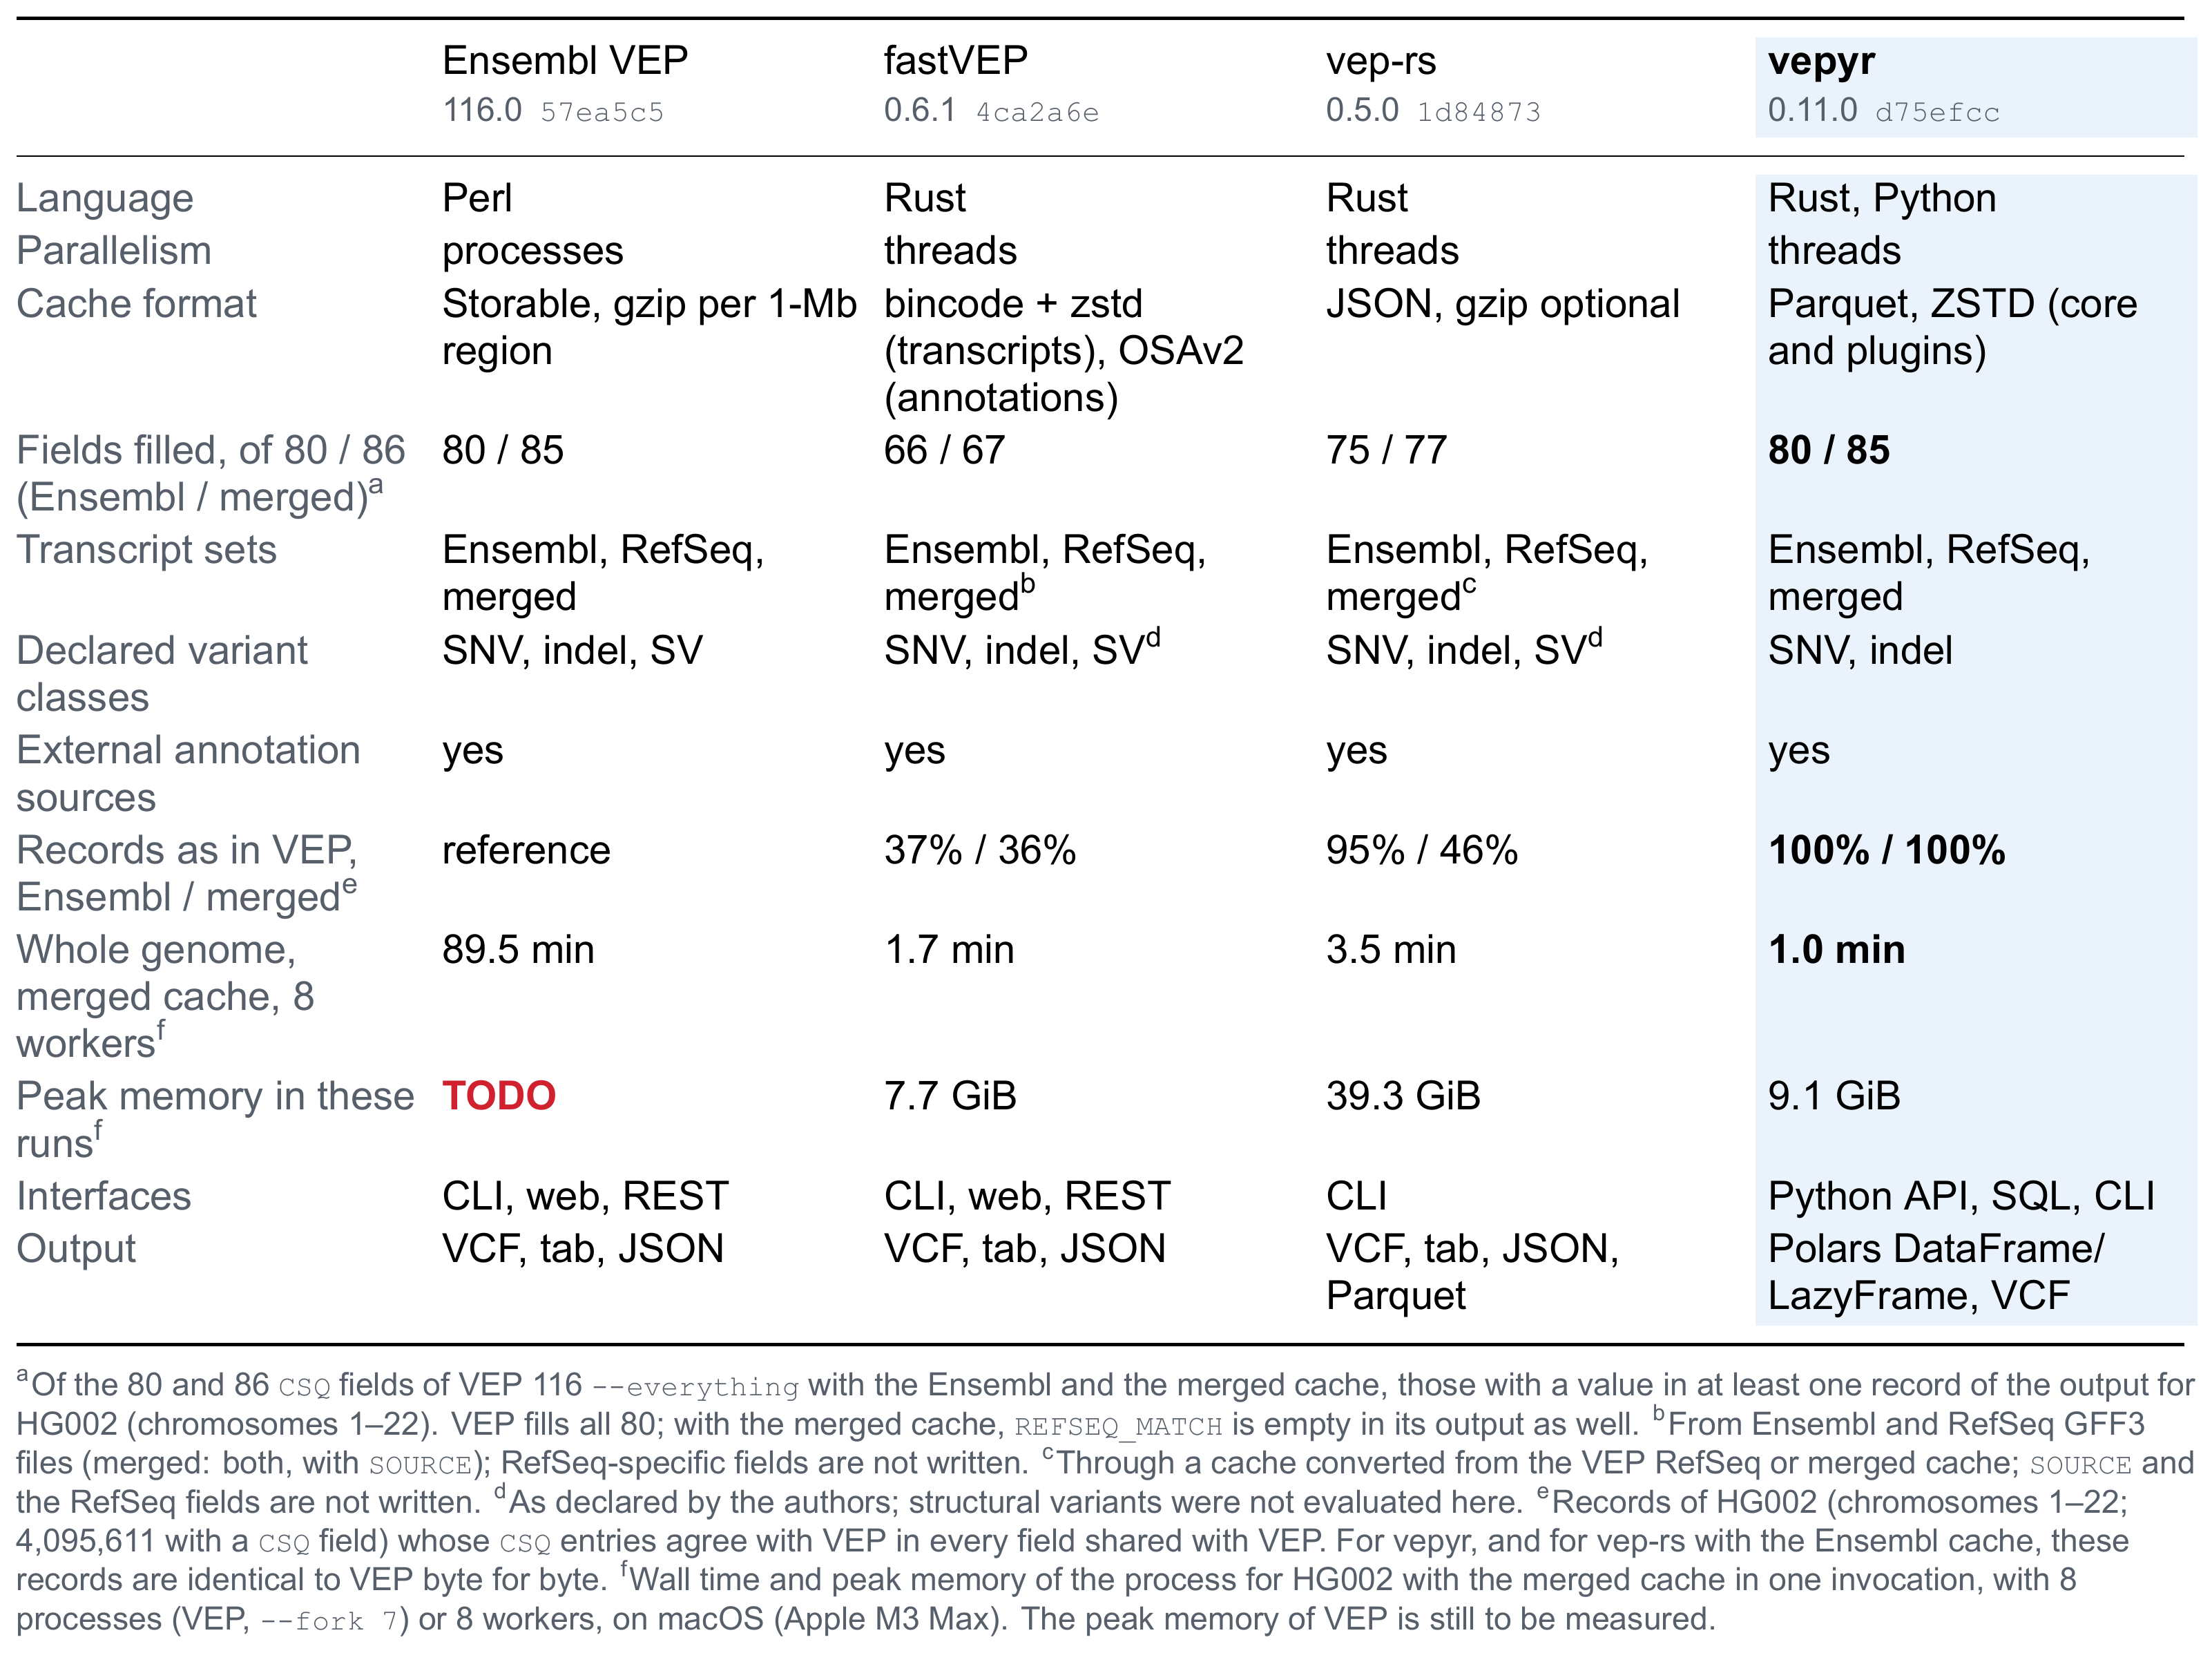 Ensembl VEP fastVEP vep-rs vepyr
116.0 57ea5c5 0.6.1 4ca2a6e 0.5.0 1d84873 0.11.0 d75efcc
Language Perl Rust Rust Rust, Python
Parallelism processes threads threads threads
Cache format Storable, gzip per 1-Mb bincode + zstd JSON, gzip optional Parquet, ZSTD (core
region (transcripts), OSAv2 and plugins)
(annotations)
Fields filled, of 80 / 86 80 / 85 66 / 67 75 / 77 80 / 85
(Ensembl / merged)a
Transcript sets Ensembl, RefSeq, Ensembl, RefSeq, Ensembl, RefSeq, Ensembl, RefSeq,
merged mergedb mergedc merged
Declared variant SNV, indel, SV SNV, indel, SVd SNV, indel, SVd SNV, indel
classes
External annotation yes yes yes yes
sources
Records as in VEP, reference 37% / 36% 95% / 46% 100% / 100%
Ensembl / mergede
Whole genome, 89.5 min 1.7 min 3.5 min 1.0 min
merged cache, 8
workersf
Peak memory in these TODO 7.7 GiB 39.3 GiB 9.1 GiB
runsf
Interfaces CLI, web, REST CLI, web, REST CLI Python API, SQL, CLI
Output VCF, tab, JSON VCF, tab, JSON VCF, tab, JSON, Polars DataFrame/
Parquet LazyFrame, VCF
aOf the 80 and 86 CSQ fields of VEP 116 --everything with the Ensembl and the merged cache, those with a value in at least one record of the output for
HG002 (chromosomes 1–22). VEP fills all 80; with the merged cache, REFSEQ_MATCH is empty in its output as well. bFrom Ensembl and RefSeq GFF3
files (merged: both, with SOURCE); RefSeq-specific fields are not written. cThrough a cache converted from the VEP RefSeq or merged cache; SOURCE and
the RefSeq fields are not written. dAs declared by the authors; structural variants were not evaluated here. eRecords of HG002 (chromosomes 1–22;
4,095,611 with a CSQ field) whose CSQ entries agree with VEP in every field shared with VEP. For vepyr, and for vep-rs with the Ensembl cache, these
records are identical to VEP byte for byte. fWall time and peak memory of the process for HG002 with the merged cache in one invocation, with 8
processes (VEP, --fork 7) or 8 workers, on macOS (Apple M3 Max). The peak memory of VEP is still to be measured.